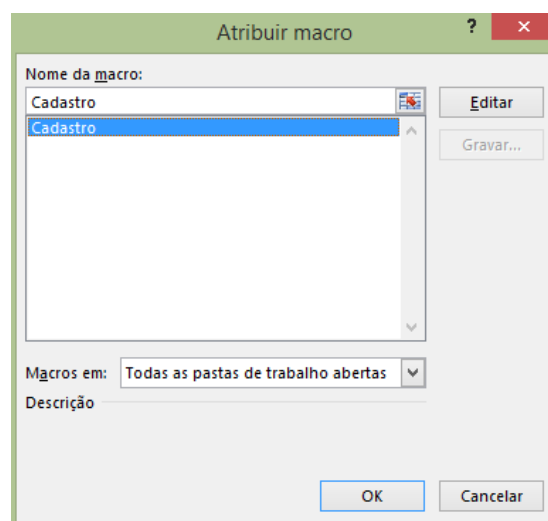 Atribuir macro ?
Nome da macro:
Cadastro
Editar
Cadastro
Gravar...
Macros em: Todas as pastas de trabalho abertas
Descrição
OK Cancelar